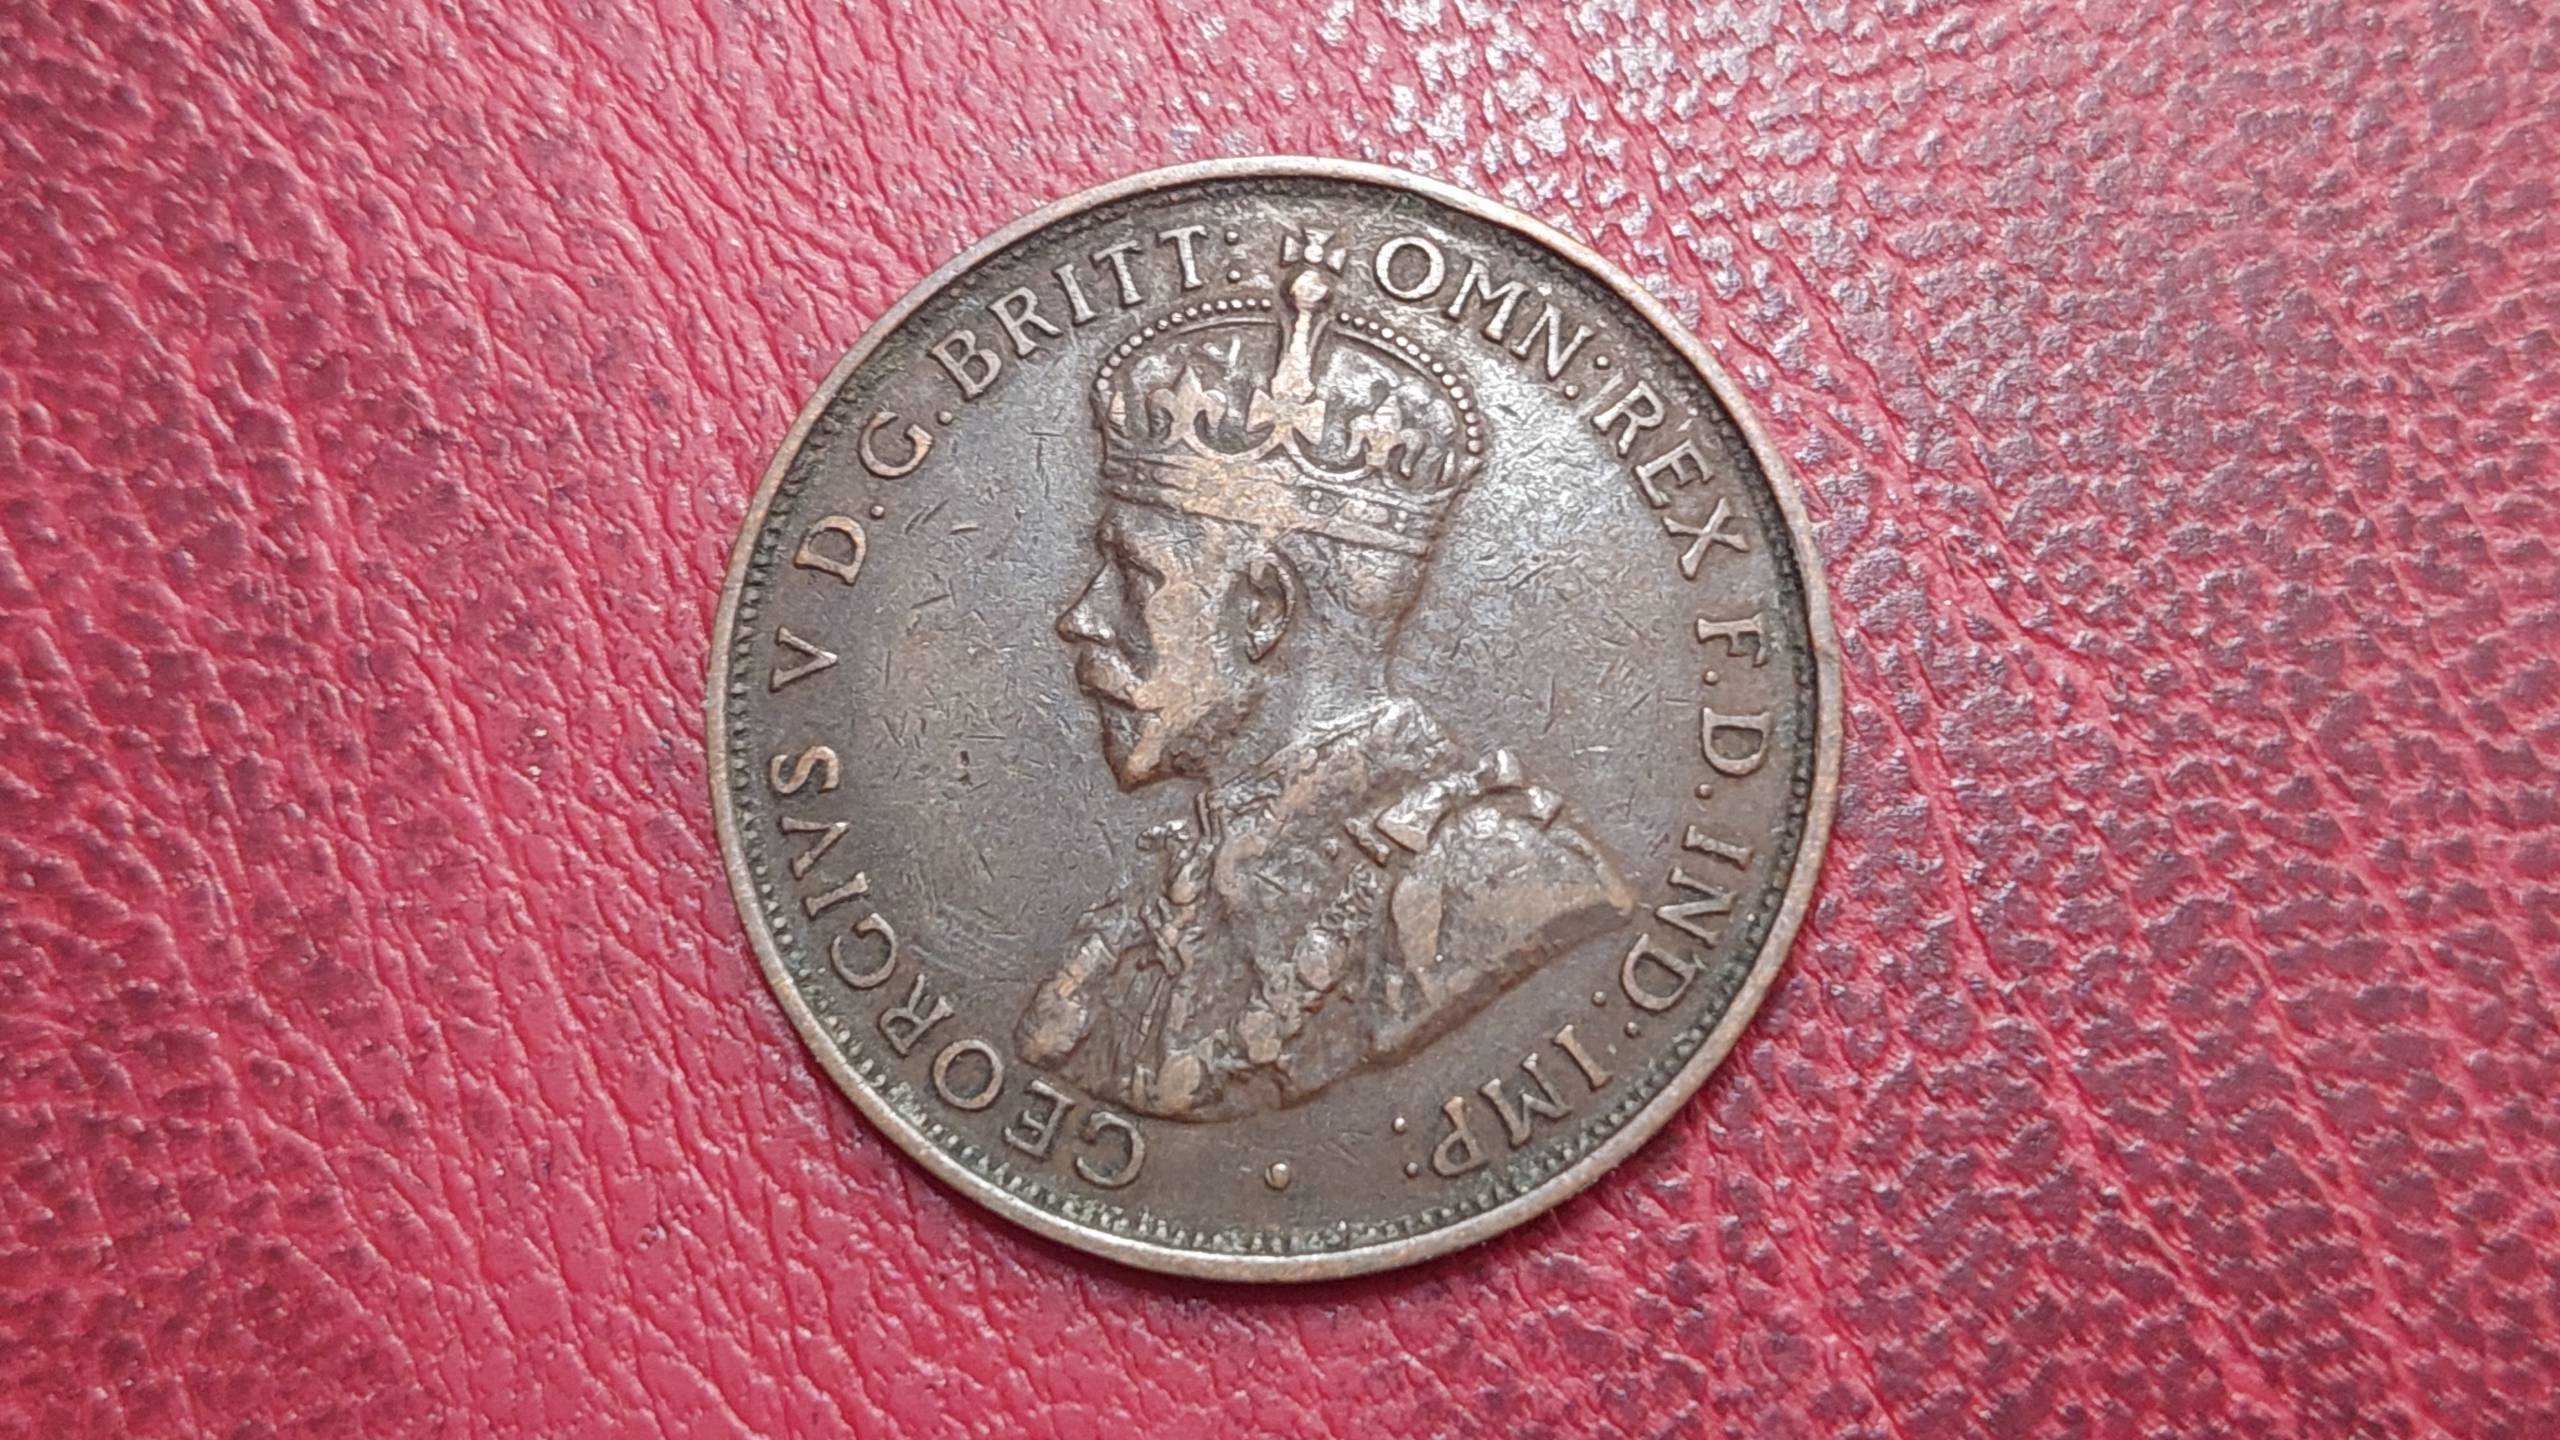 GEORGIVS V D.G.BRITT: OMN:REX F.D.IND:IMP: